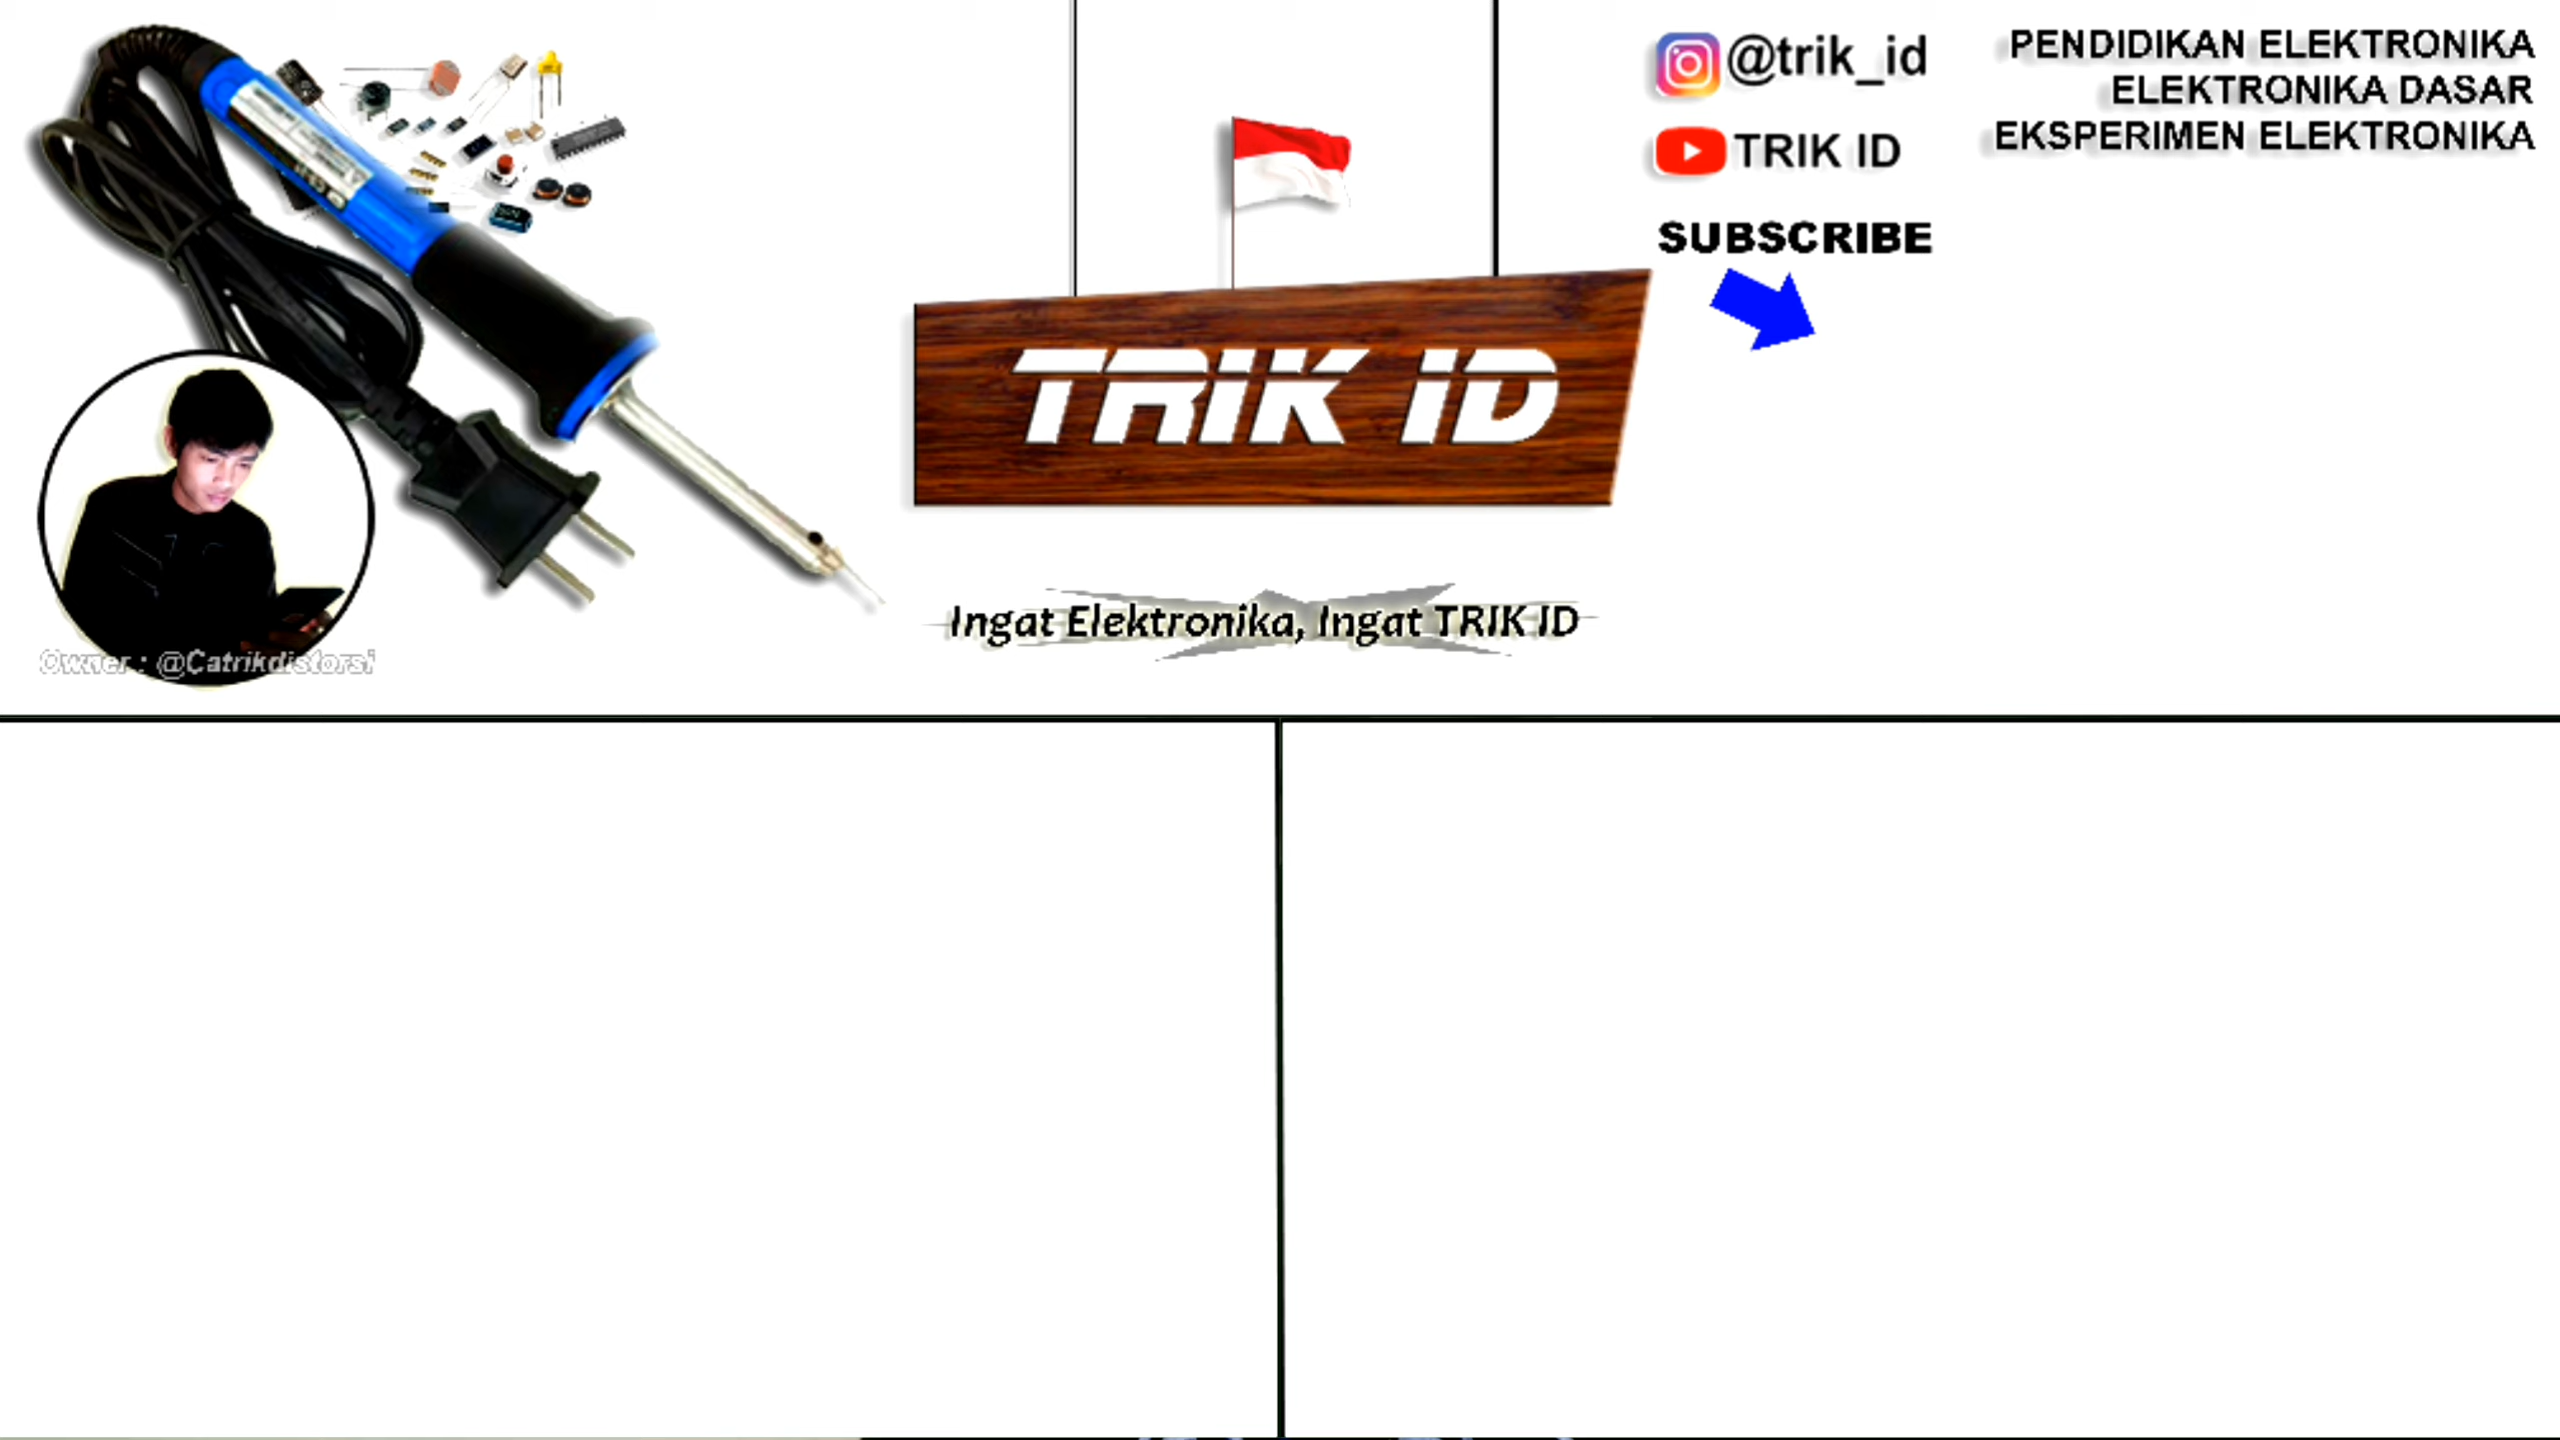 @trik_id
TRIK ID
SUBSCRIBE
PENDIDIKAN ELEKTRONIKA
ELEKTRONIKA DASAR
EKSPERIMEN ELEKTRONIKA
TRIK ID
Ingat Elektronika, Ingat TRIK ID
Owner : @Catrikdistorsi